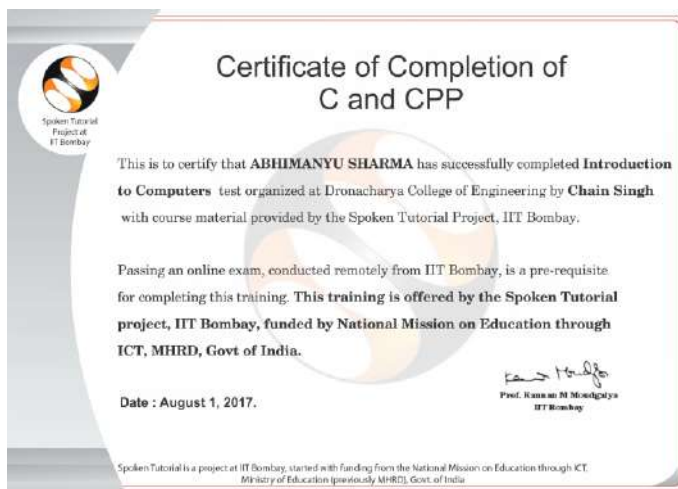 Spoken Tutorial
Project at
IIT Bombay
Certificate of Completion of
C and CPP
This is to certify that ABHIMANYU SHARMA has successfully completed Introduction
to Computers test organized at Dronacharya College of Engineering by Chain Singh
with course material provided by the Spoken Tutorial Project, IIT Bombay.
Passing an online exam, conducted remotely from IIT Bombay, is a pre-requisite
for completing this training. This training is offered by the Spoken Tutorial
project, IIT Bombay, funded by National Mission on Education through
ICT, MHRD, Govt of India.
Date : August 1, 2017.
Prof. Kannan M Moudgalya
IIT Bombay
Spoken Tutorial is a project at IIT Bombay, started with funding from the National Mission on Education through ICT,
Ministry of Education (previously MHRD), Govt. of India